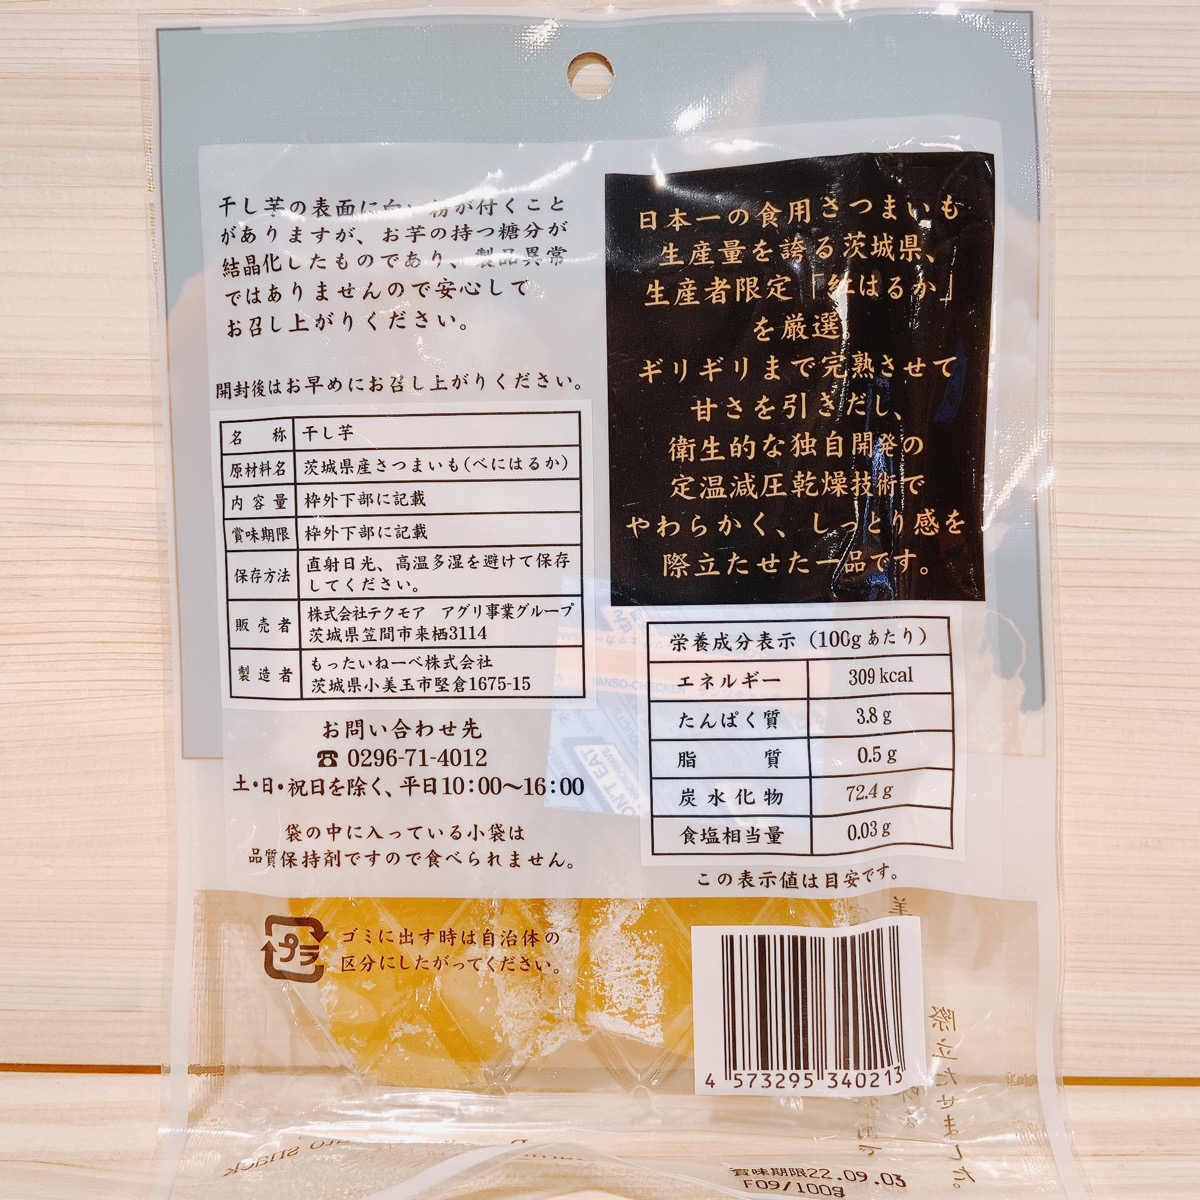 干し芋の表面に白い粉が付くこと
がありますが、お芋の持つ糖分が
結晶化したものであり、製品異常
ではありませんので安心して
お召し上がりください。
開封後はお早めにお召し上がりください。
名 称 干し芋
原材料名 茨城県産さつまいも(べにはるか)
内容量 枠外下部に記載
賞味期限 枠外下部に記載
保存方法 直射日光、高温多湿を避けて保存
してください。
販売者 株式会社テクモア アグリ事業グループ
茨城県笠間市来栖3114
製造者 もったいねーべ株式会社
茨城県小美玉市堅倉1675-15
お問い合わせ先
☎ 0296-71-4012
土・日・祝日を除く、平日10:00～16:00
袋の中に入っている小袋は
品質保持剤ですので食べられません。
プラ
ゴミに出す時は自治体の
区分にしたがってください。
日本一の食用さつまいも
生産量を誇る茨城県、
生産者限定「紅はるか」
を厳選。
ギリギリまで完熟させて
甘さを引きだし、
衛生的な独自開発の
定温減圧乾燥技術で
やわらかく、しっとり感を
際立たせた一品です。
栄養成分表示(100gあたり)
エネルギー 309kcal
たんぱく質 3.8g
脂質 0.5g
炭水化物 72.4g
食塩相当量 0.03g
この表示値は目安です。
4 573295 340213
際立たせました。
賞味期限22.09.03
F09/100g